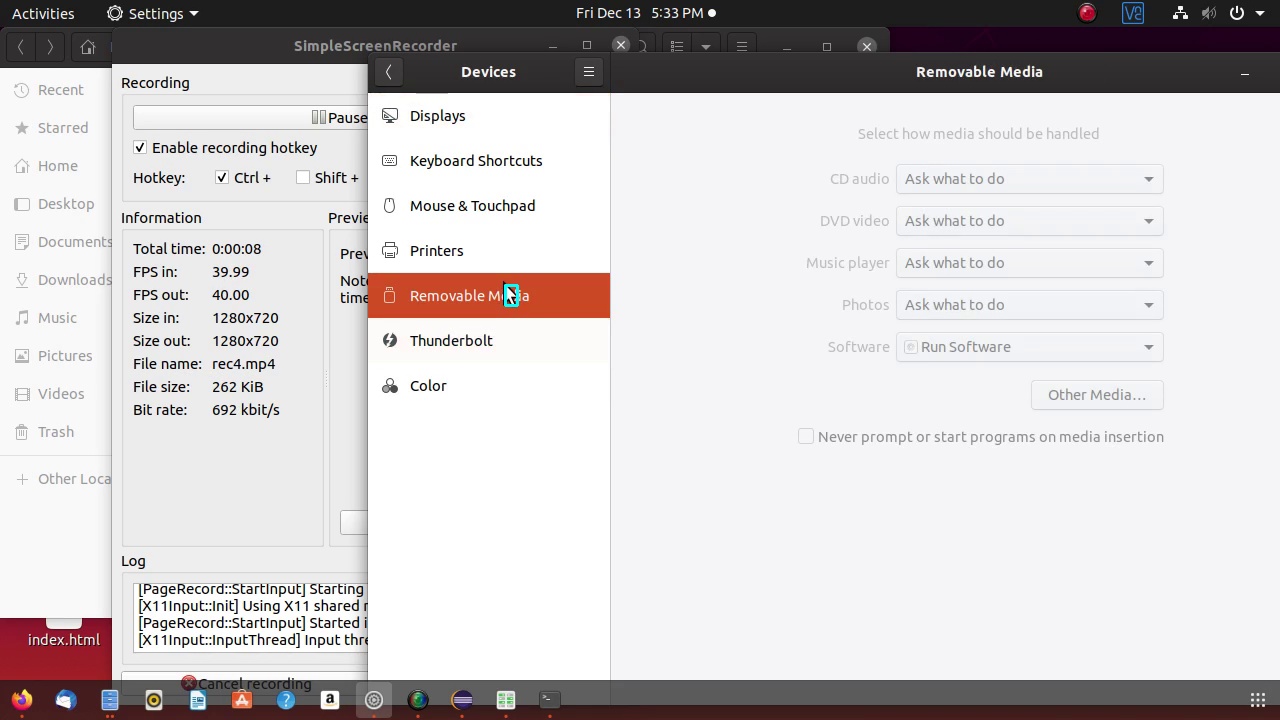 Activities
Settings
Fri Dec 13 5:33 PM
SimpleScreenRecorder
Recent
Starred
Home
Desktop
Documents
Downloads
Music
Pictures
Videos
Trash
Other Loca
Recording
Pause
Enable recording hotkey
Hotkey: Ctrl + Shift +
Information
Total time: 0:00:08
FPS in: 39.99
FPS out: 40.00
Size in: 1280x720
Size out: 1280x720
File name: rec4.mp4
File size: 262 KiB
Bit rate: 692 kbit/s
Previe
Prev
Note
time
Log
[PageRecord::StartInput] Starting
[X11Input::Init] Using X11 shared
[PageRecord::StartInput] Started i
[X11Input::InputThread] Input thre
Cancel recording
Devices
Displays
Keyboard Shortcuts
Mouse & Touchpad
Printers
Removable Media
Thunderbolt
Color
Removable Media
Select how media should be handled
CD audio Ask what to do
DVD video Ask what to do
Music player Ask what to do
Photos Ask what to do
Software Run Software
Other Media...
Never prompt or start programs on media insertion
index.html